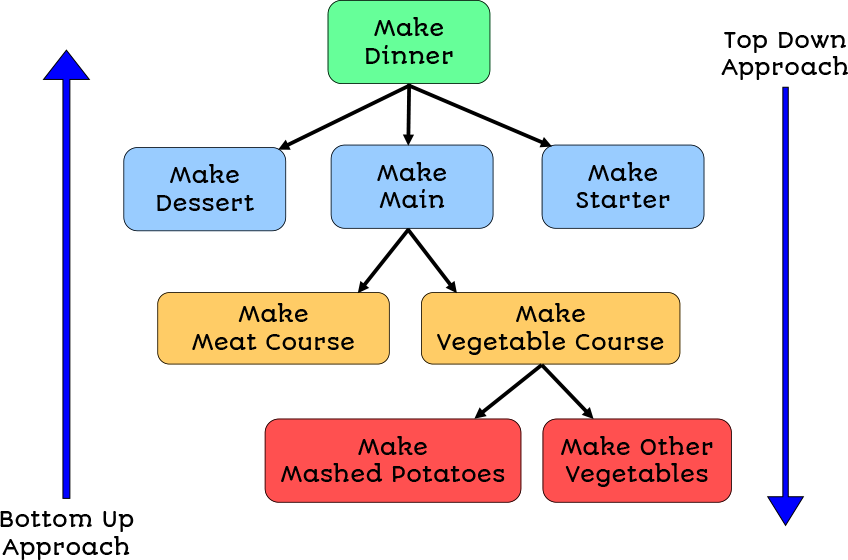 Make
Dinner
Top Down
Approach
Make
Dessert
Make
Main
Make
Starter
Make
Meat Course
Make
Vegetable Course
Make
Mashed Potatoes
Make Other
Vegetables
Bottom Up
Approach